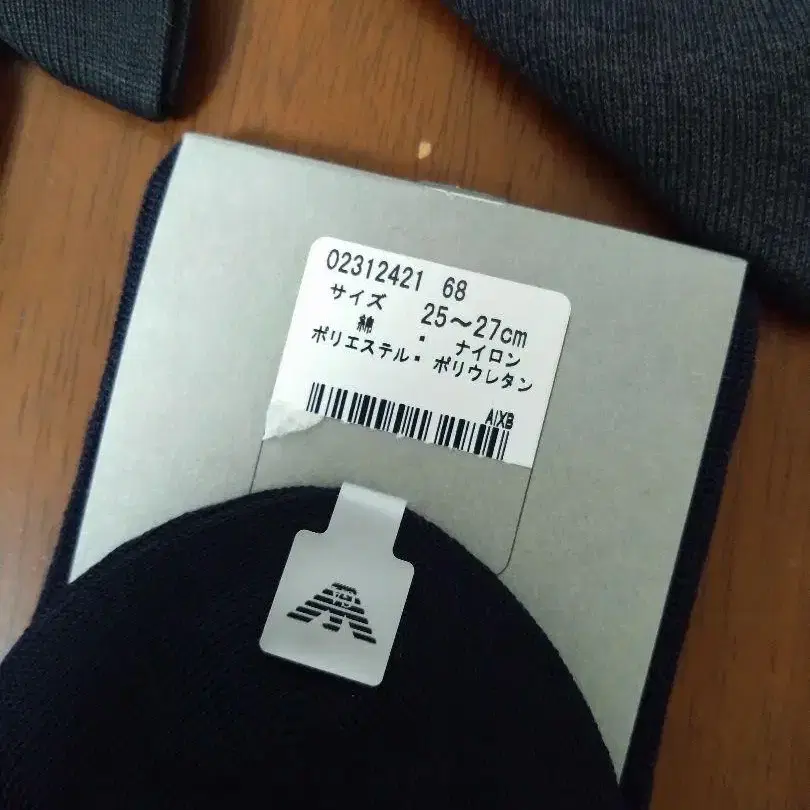 02312421 68
サイズ 25〜27cm
綿 ・ ナイロン
ポリエステル・ポリウレタン
AIXB